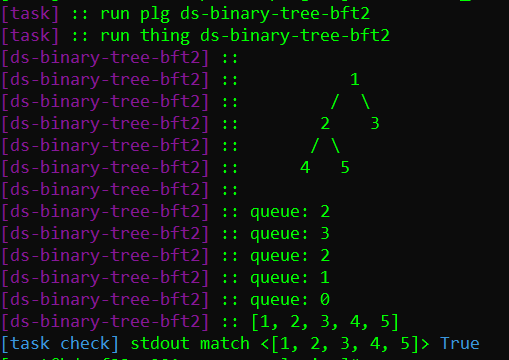 [task] :: run plg ds-binary-tree-bft2
[task] :: run thing ds-binary-tree-bft2
[ds-binary-tree-bft2] ::
[ds-binary-tree-bft2] ::           1
[ds-binary-tree-bft2] ::         /  \
[ds-binary-tree-bft2] ::        2    3
[ds-binary-tree-bft2] ::       / \
[ds-binary-tree-bft2] ::      4   5
[ds-binary-tree-bft2] ::
[ds-binary-tree-bft2] :: queue: 2
[ds-binary-tree-bft2] :: queue: 3
[ds-binary-tree-bft2] :: queue: 2
[ds-binary-tree-bft2] :: queue: 1
[ds-binary-tree-bft2] :: queue: 0
[ds-binary-tree-bft2] :: [1, 2, 3, 4, 5]
[task check] stdout match <[1, 2, 3, 4, 5]> True